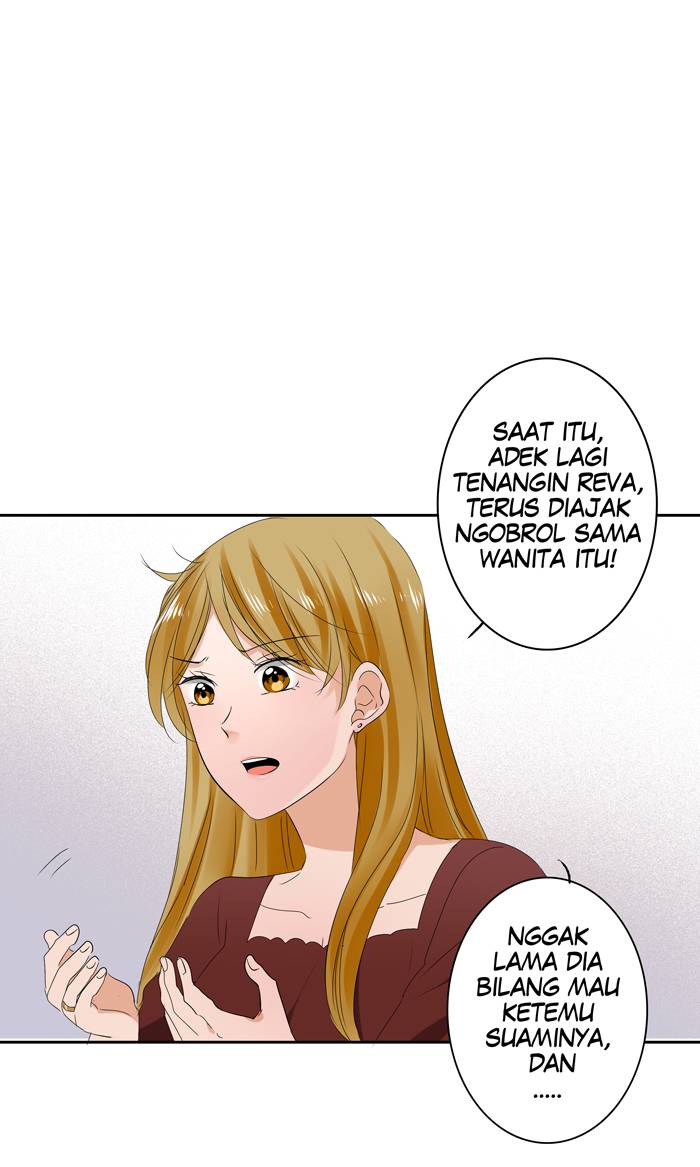 SAAT ITU,
ADEK LAGI
TENANGIN REVA,
TERUS DIAJAK
NGOBROL SAMA
WANITA ITU!
NGGAK
LAMA DIA
BILANG MAU
KETEMU
SUAMINYA,
DAN
.....